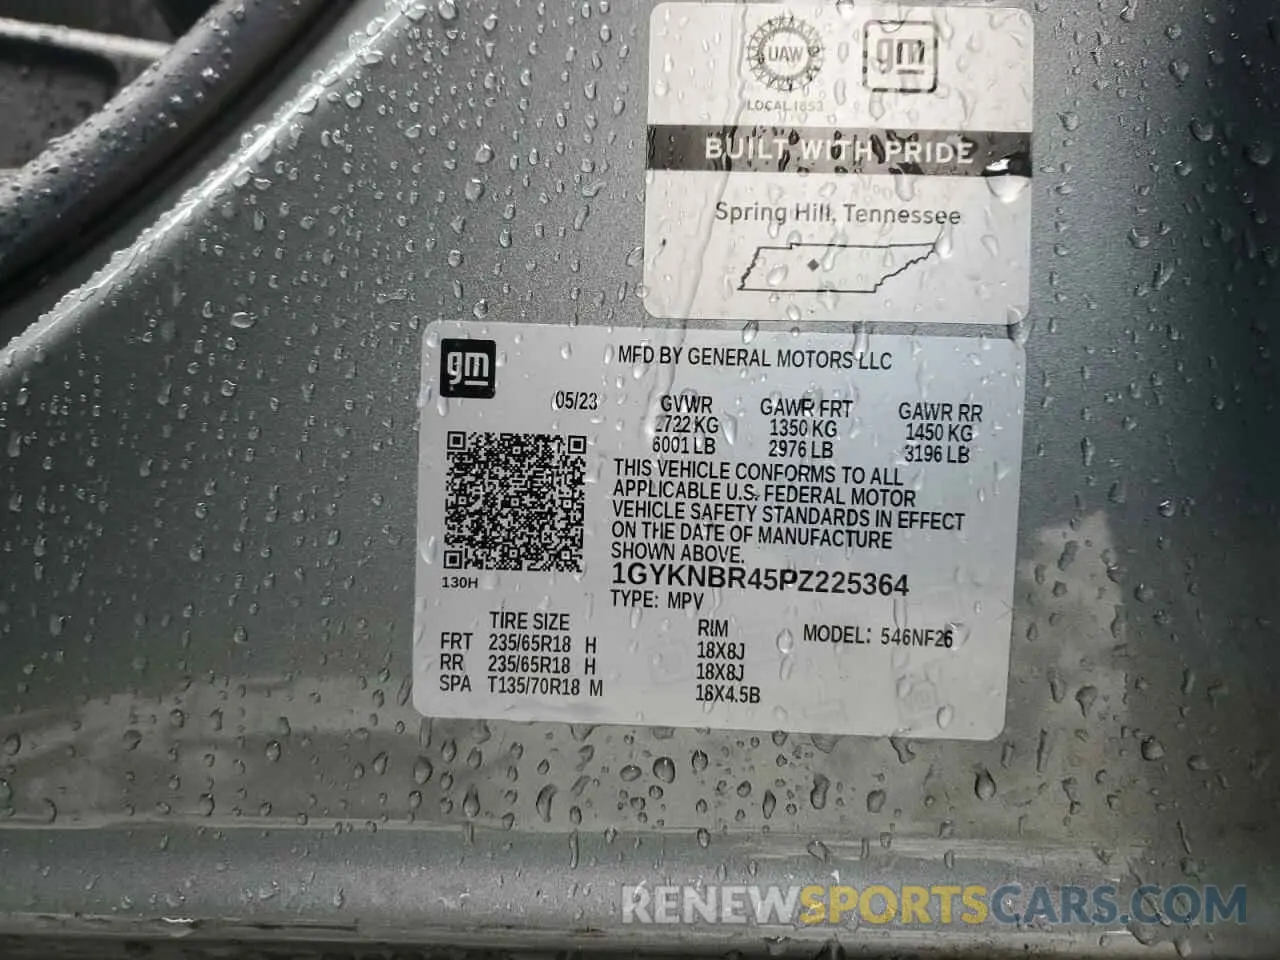 UAW
LOCAL 1853
gm
BUILT WITH PRIDE
Spring Hill, Tennessee
gm
MFD BY GENERAL MOTORS LLC
05/23
GVWR GAWR FRT GAWR RR
2722 KG 1350 KG 1450 KG
6001 LB 2976 LB 3196 LB
THIS VEHICLE CONFORMS TO ALL
APPLICABLE U.S. FEDERAL MOTOR
VEHICLE SAFETY STANDARDS IN EFFECT
ON THE DATE OF MANUFACTURE
SHOWN ABOVE.
1GYKNBR45PZ225364
130H
TYPE: MPV
TIRE SIZE RIM MODEL: 546NF26
FRT 235/65R18 H 18X8J
RR 235/65R18 H 18X8J
SPA T135/70R18 M 18X4.5B
RENEWSPORTSCARS.COM